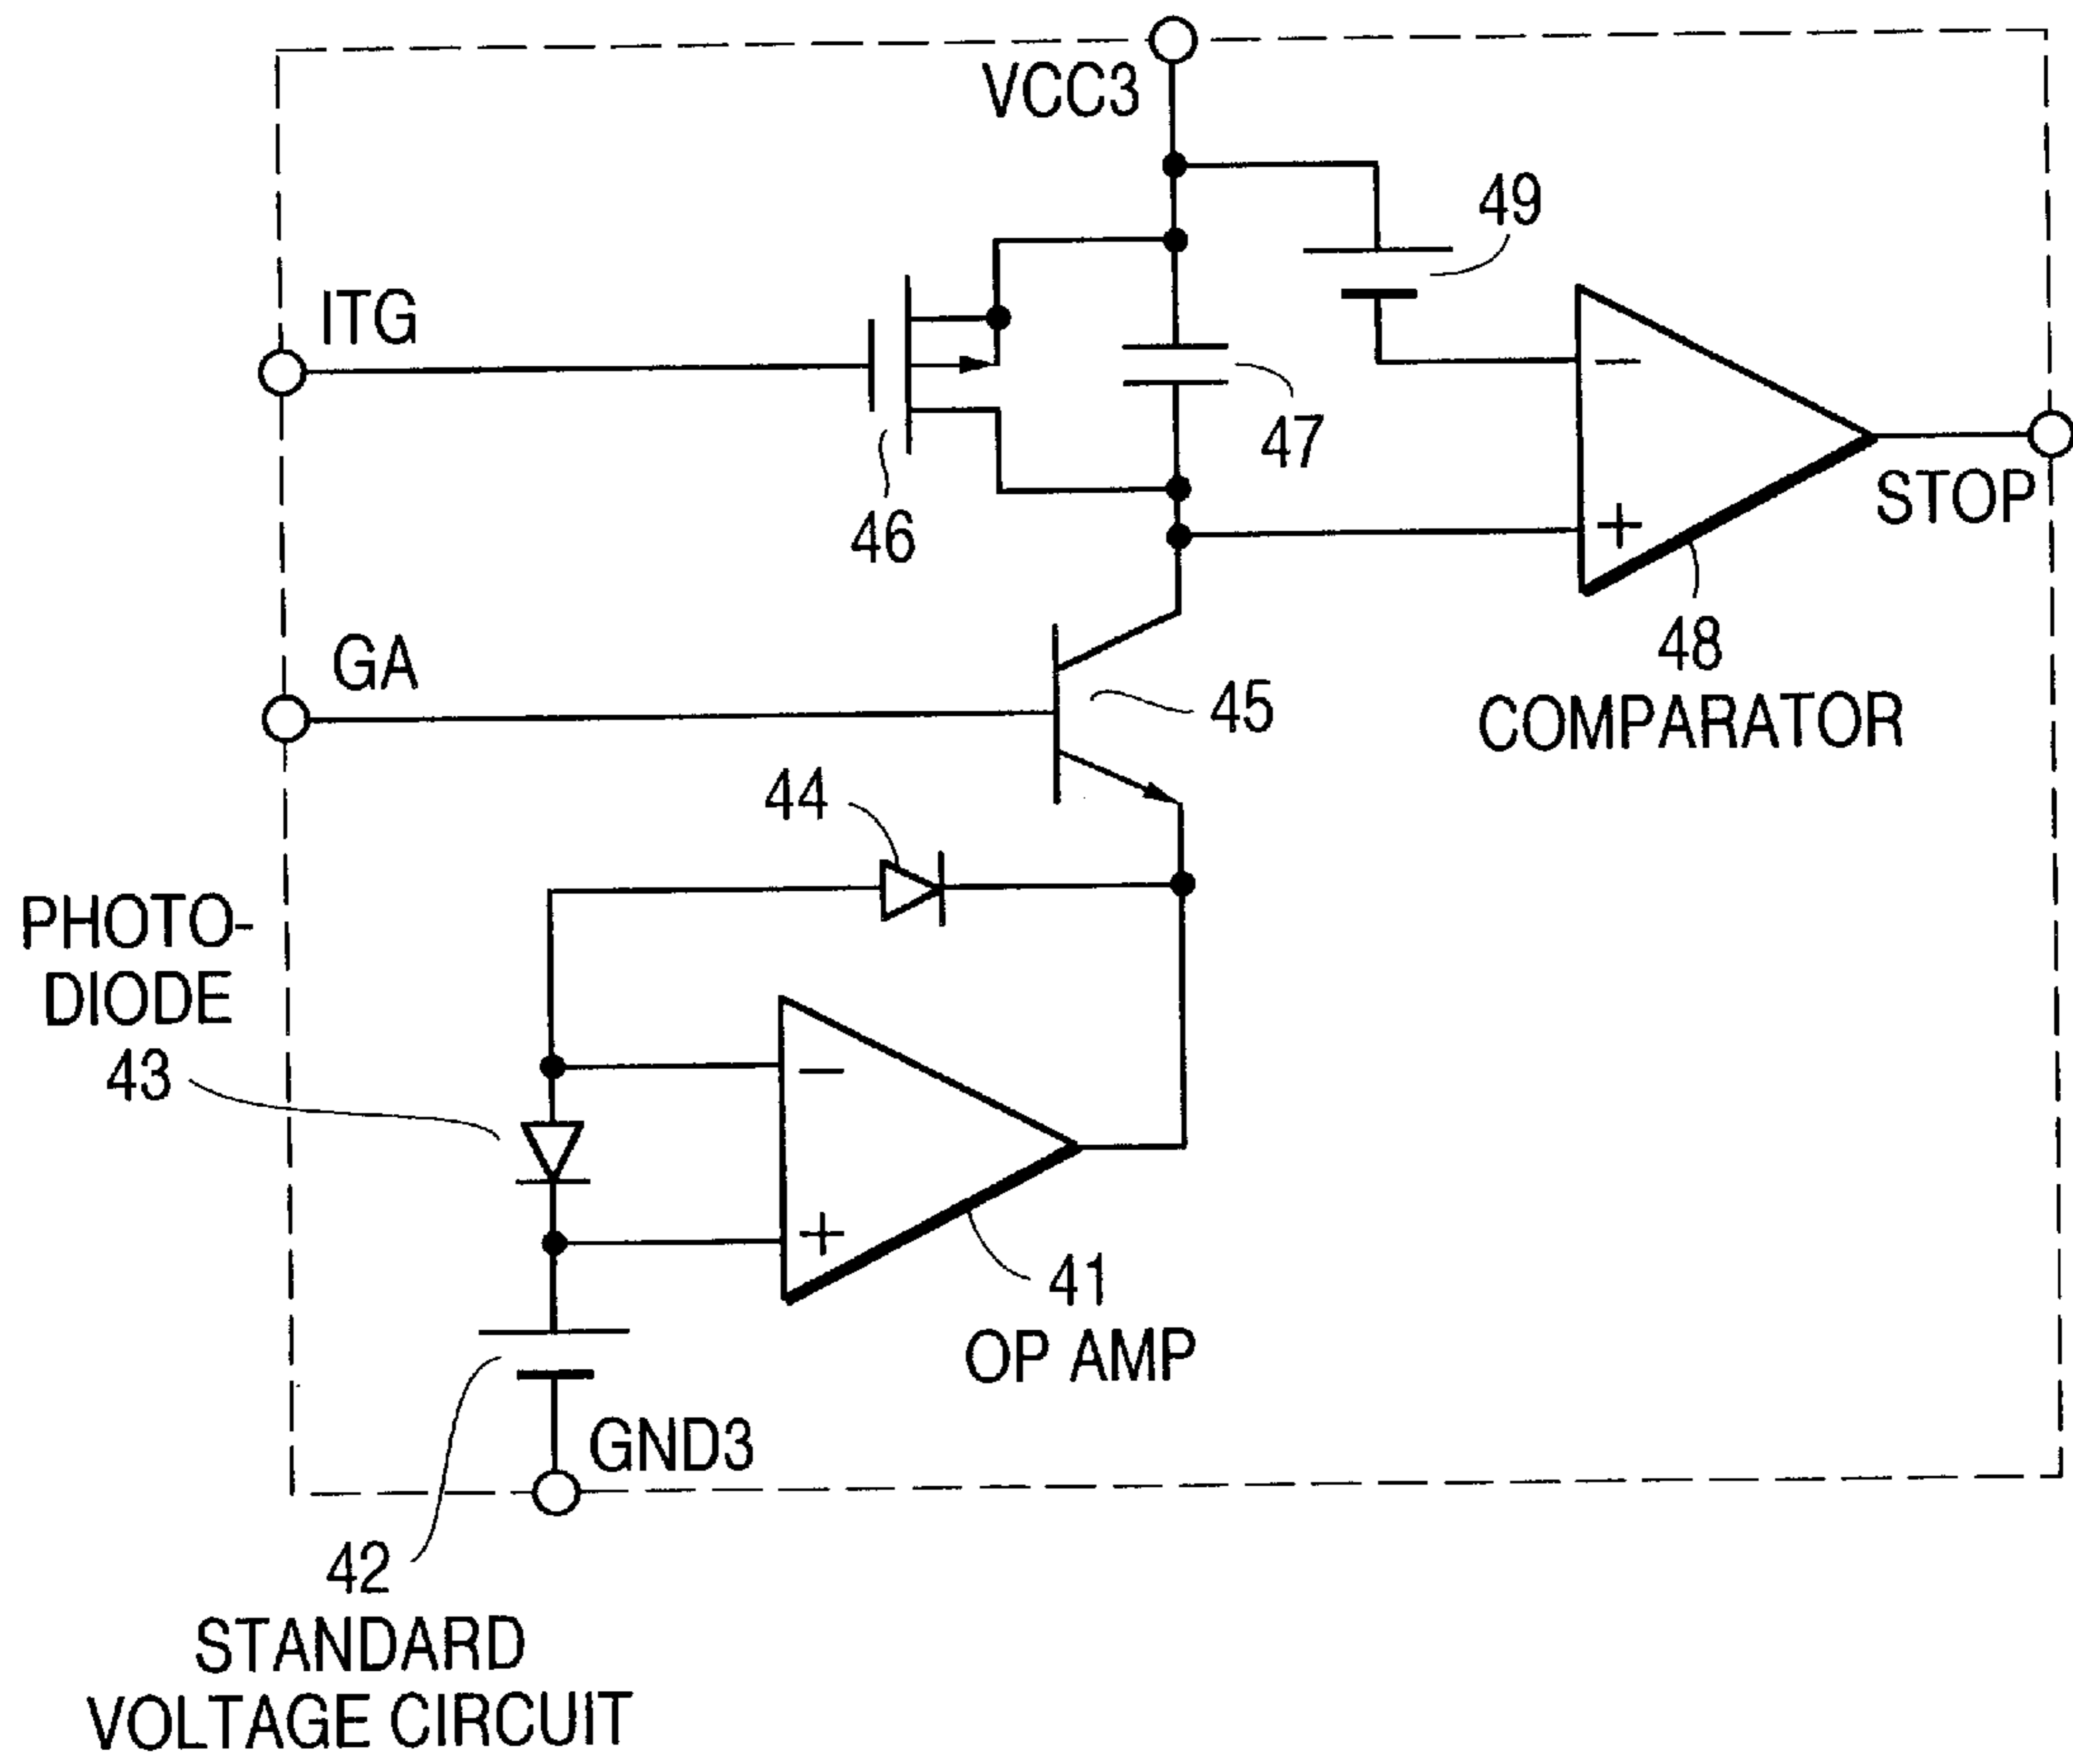 VCC3
49
ITG
47
46
STOP
GA
48
COMPARATOR
45
44
PHOTO-
DIODE
43
41
OP AMP
GND3
42
STANDARD
VOLTAGE CIRCUIT